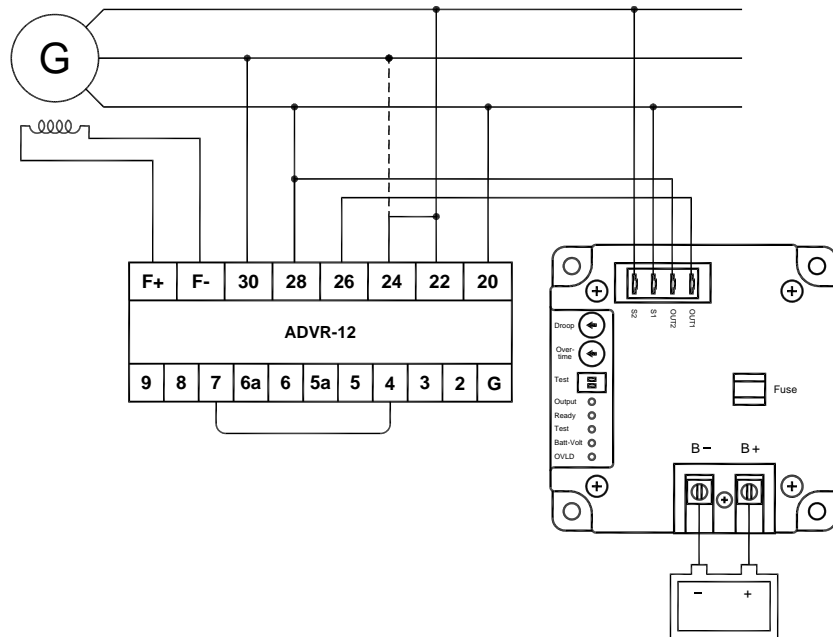 G
F+ F- 30 28 26 24 22 20
ADVR-12
9 8 7 6a 6 5a 5 4 3 2 G
S2 S1 OUT2 OUT1
Droop
Over-
time
Test
Output
Ready
Test
Batt-Volt
OVLD
Fuse
B− B+
− +